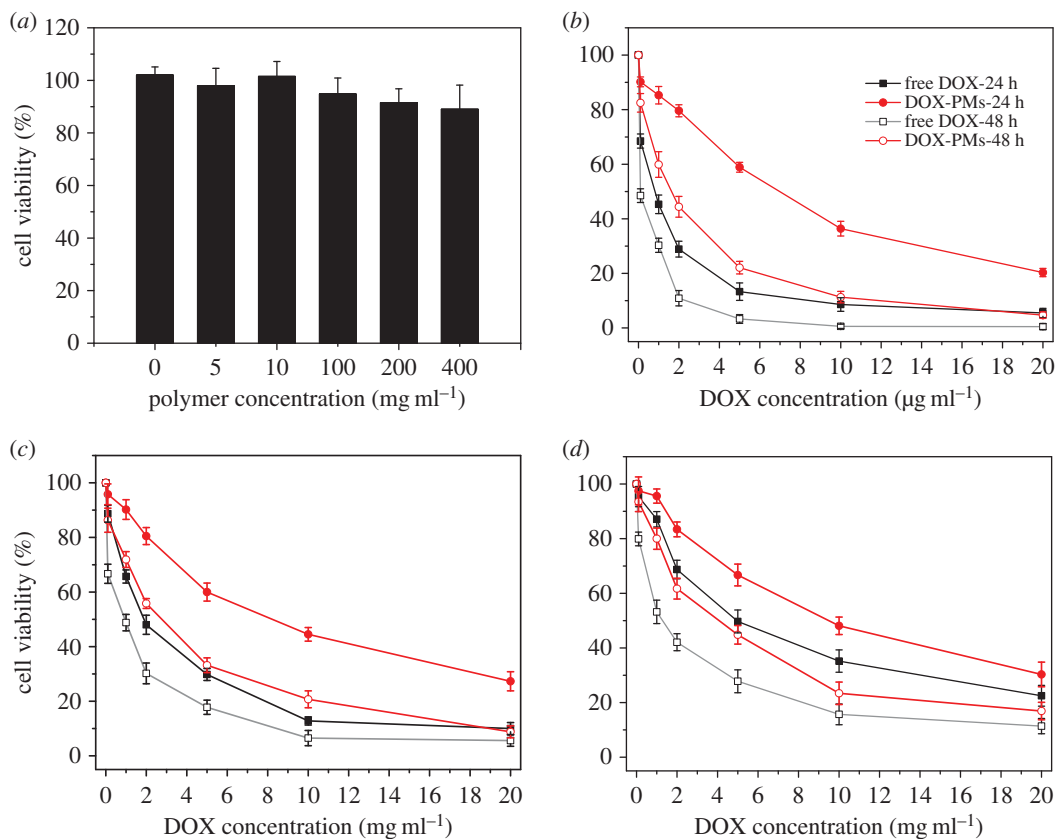 (a)
120
100
80
60
40
20
0
cell viability (%)
0 5 10 100 200 400
polymer concentration (mg ml⁻¹)
(b)
100
80
60
40
20
0
free DOX-24 h
DOX-PMs-24 h
free DOX-48 h
DOX-PMs-48 h
0 2 4 6 8 10 12 14 16 18 20
DOX concentration (µg ml⁻¹)
(c)
100
80
60
40
20
0
cell viability (%)
0 2 4 6 8 10 12 14 16 18 20
DOX concentration (mg ml⁻¹)
(d)
100
80
60
40
20
0
0 2 4 6 8 10 12 14 16 18 20
DOX concentration (mg ml⁻¹)